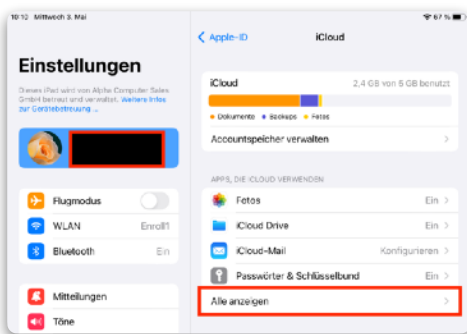 10:10 Mittwoch 3. Mai
67 %
Einstellungen
Dieses iPad wird von Alpha Computer Sales
GmbH betreut und verwaltet. Weitere Infos
zur Gerätebetreuung ...
Flugmodus
WLAN Enroll1
Bluetooth Ein
Mitteilungen
Töne
Apple-ID iCloud
iCloud 2,4 GB von 5 GB benutzt
Dokumente Backups Fotos
Accountspeicher verwalten
APPS, DIE ICLOUD VERWENDEN
Fotos Ein
iCloud Drive Ein
iCloud-Mail Konfigurieren
Passwörter & Schlüsselbund Ein
Alle anzeigen